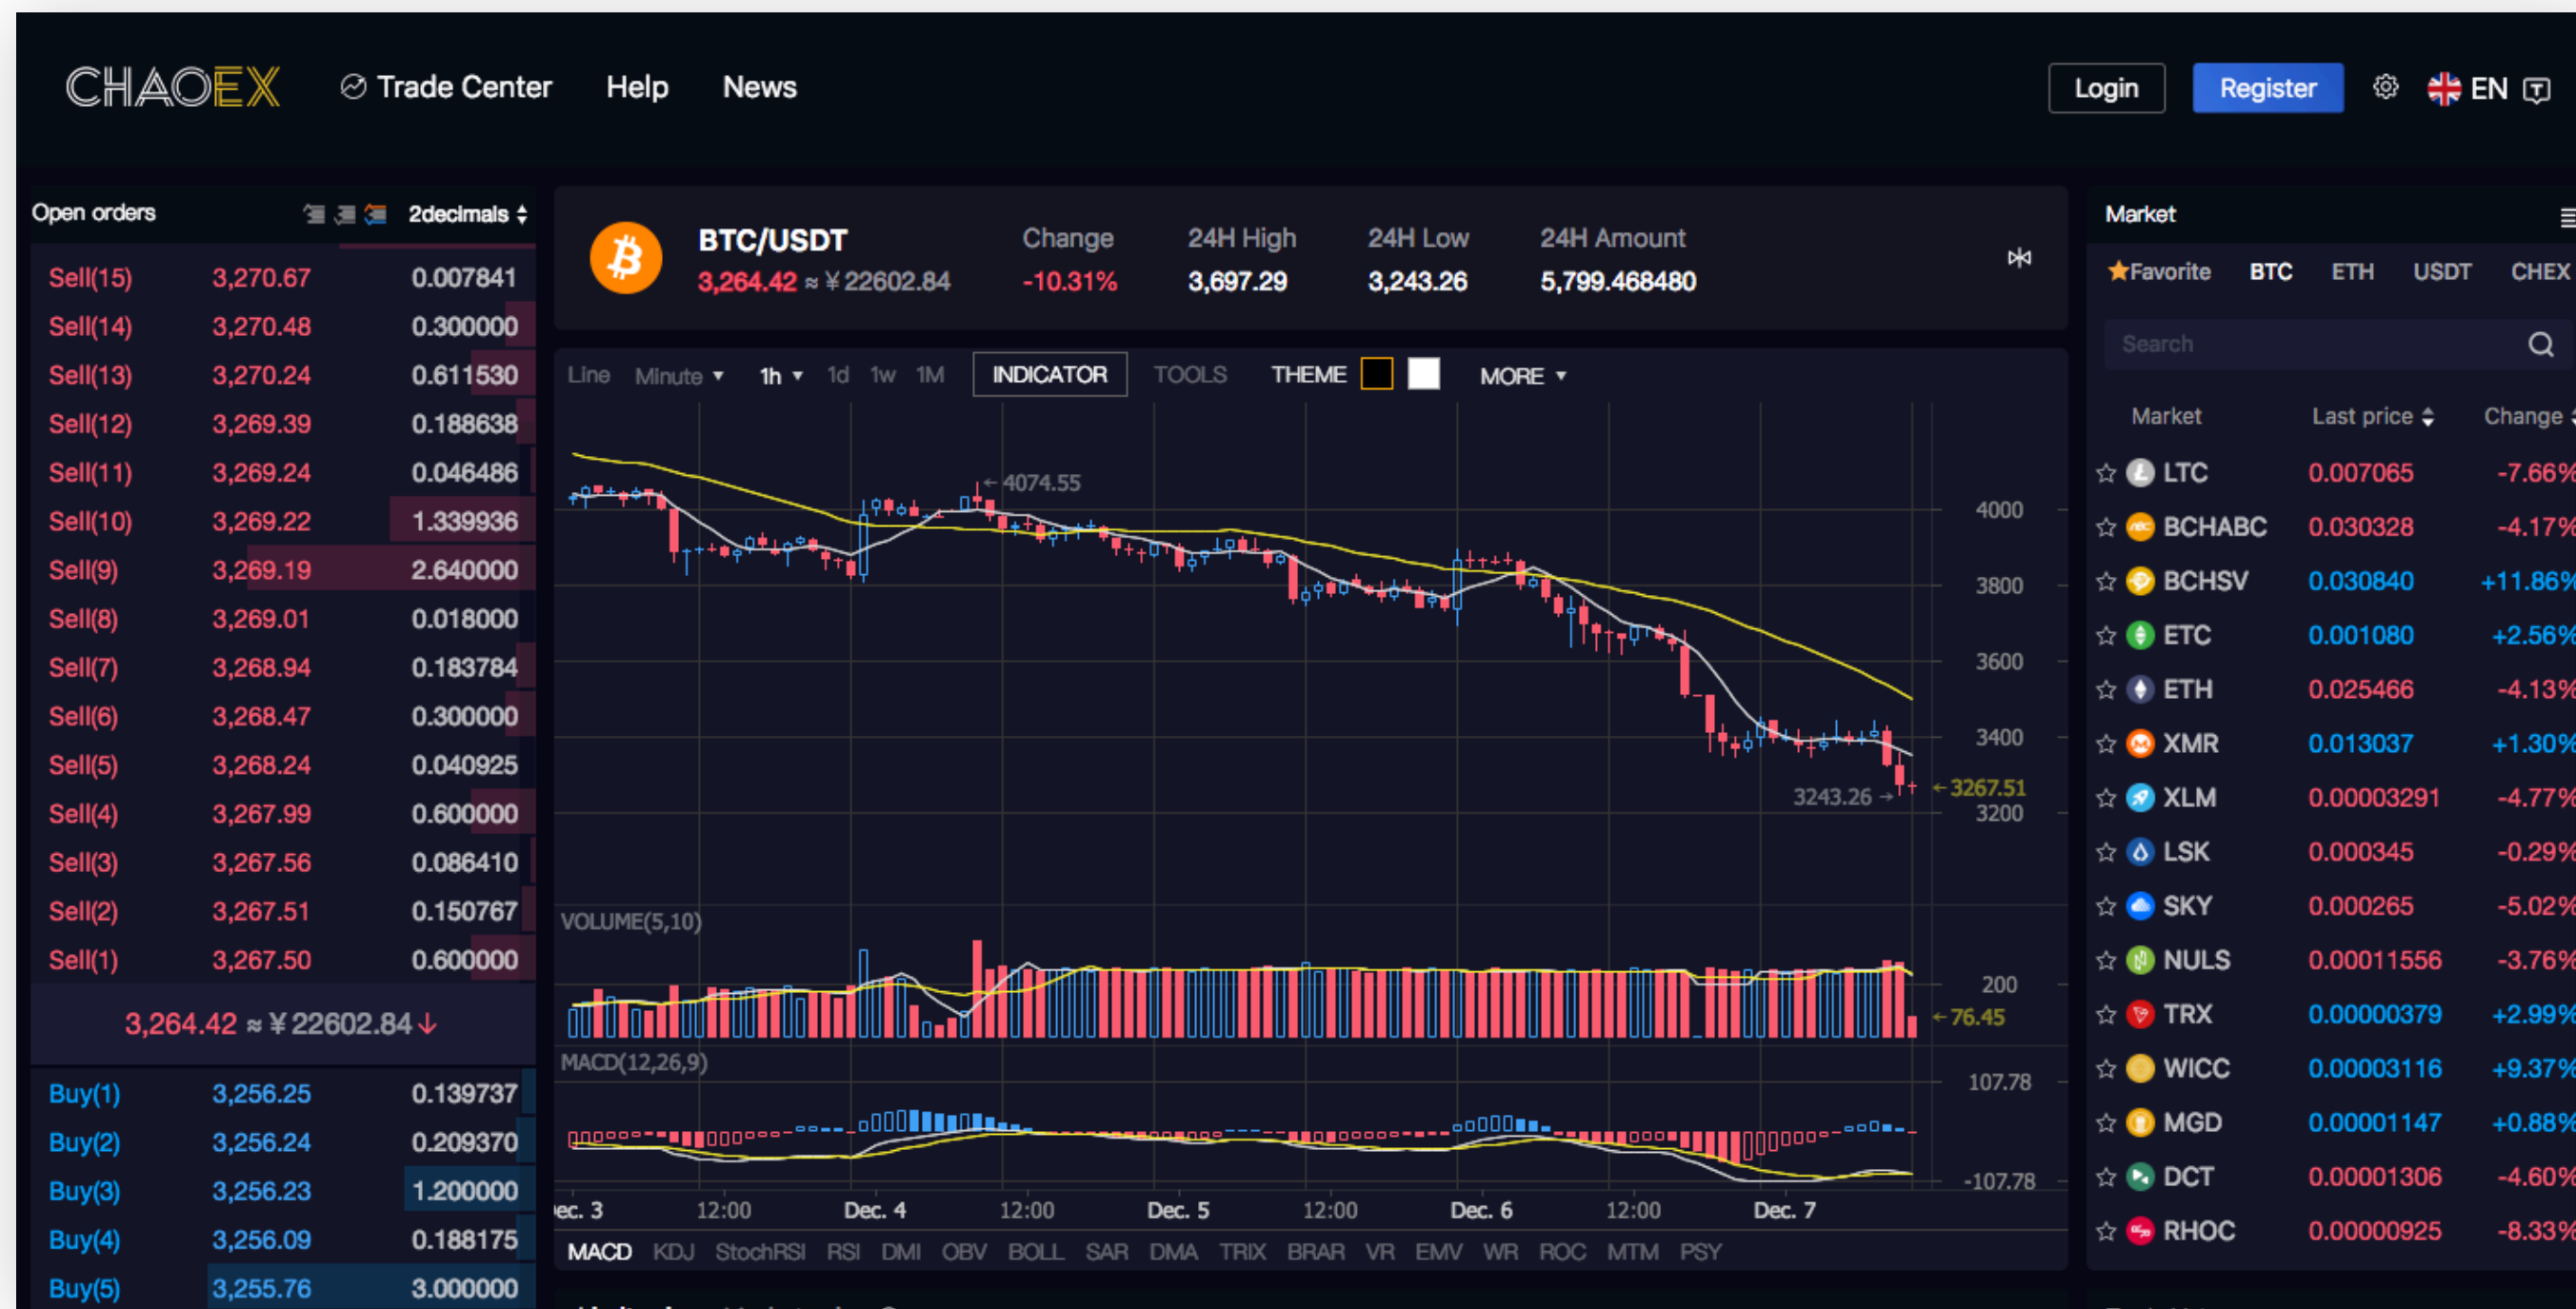 CHAOEX Trade Center Help News Login Register EN
Open orders 2decimals
Sell(15) 3,270.67 0.007841
Sell(14) 3,270.48 0.300000
Sell(13) 3,270.24 0.611530
Sell(12) 3,269.39 0.188638
Sell(11) 3,269.24 0.046486
Sell(10) 3,269.22 1.339936
Sell(9) 3,269.19 2.640000
Sell(8) 3,269.01 0.018000
Sell(7) 3,268.94 0.183784
Sell(6) 3,268.47 0.300000
Sell(5) 3,268.24 0.040925
Sell(4) 3,267.99 0.600000
Sell(3) 3,267.56 0.086410
Sell(2) 3,267.51 0.150767
Sell(1) 3,267.50 0.600000
3,264.42 ≈ ¥ 22602.84 ↓
Buy(1) 3,256.25 0.139737
Buy(2) 3,256.24 0.209370
Buy(3) 3,256.23 1.200000
Buy(4) 3,256.09 0.188175
Buy(5) 3,255.76 3.000000
BTC/USDT Change 24H High 24H Low 24H Amount
3,264.42 ≈ ¥ 22602.84 -10.31% 3,697.29 3,243.26 5,799.468480
Line Minute 1h 1d 1w 1M INDICATOR TOOLS THEME MORE
←4074.55
4000
3800
3600
3400
←3267.51
3243.26→
3200
VOLUME(5,10)
200
←76.45
MACD(12,26,9)
107.78
-107.78
ec. 3 12:00 Dec. 4 12:00 Dec. 5 12:00 Dec. 6 12:00 Dec. 7
MACD KDJ StochRSI RSI DMI OBV BOLL SAR DMA TRIX BRAR VR EMV WR ROC MTM PSY
Market
Favorite BTC ETH USDT CHEX
Search
Market Last price Change
LTC 0.007065 -7.66%
BCHABC 0.030328 -4.17%
BCHSV 0.030840 +11.86%
ETC 0.001080 +2.56%
ETH 0.025466 -4.13%
XMR 0.013037 +1.30%
XLM 0.00003291 -4.77%
LSK 0.000345 -0.29%
SKY 0.000265 -5.02%
NULS 0.00011556 -3.76%
TRX 0.00000379 +2.99%
WICC 0.00003116 +9.37%
MGD 0.00001147 +0.88%
DCT 0.00001306 -4.60%
RHOC 0.00000925 -8.33%